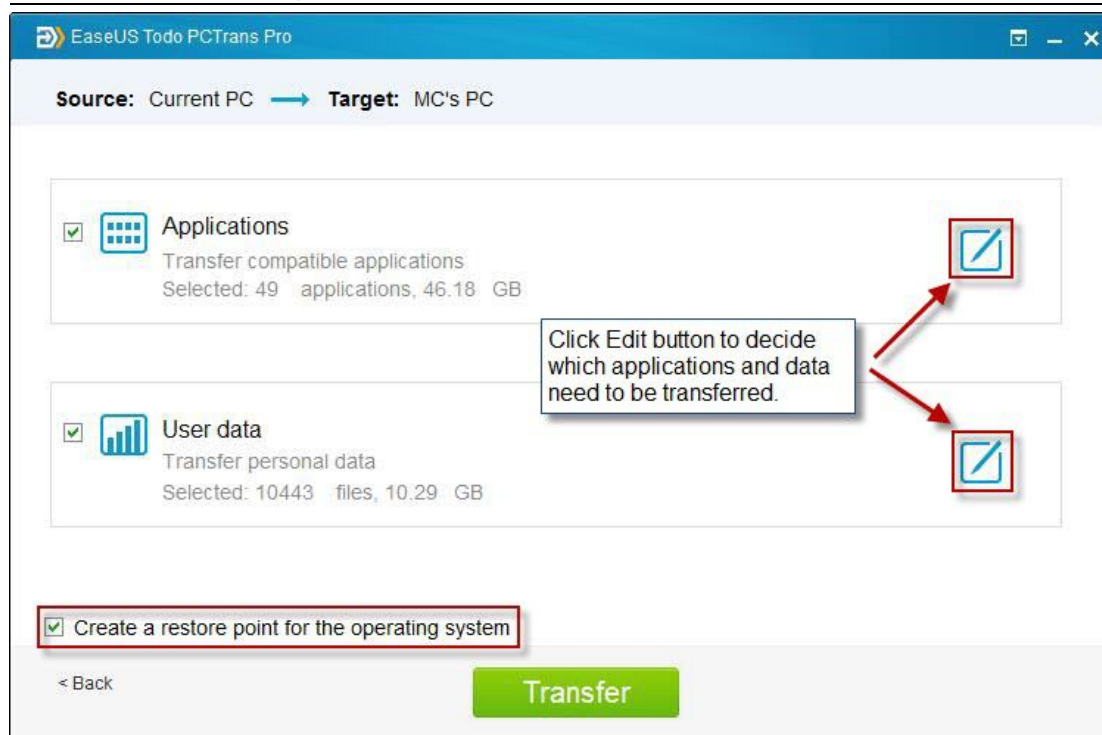 EaseUS Todo PCTrans Pro
Source: Current PC Target: MC's PC
Applications
Transfer compatible applications
Selected: 49 applications, 46.18 GB
Click Edit button to decide
which applications and data
need to be transferred.
User data
Transfer personal data
Selected: 10443 files, 10.29 GB
Create a restore point for the operating system
< Back
Transfer